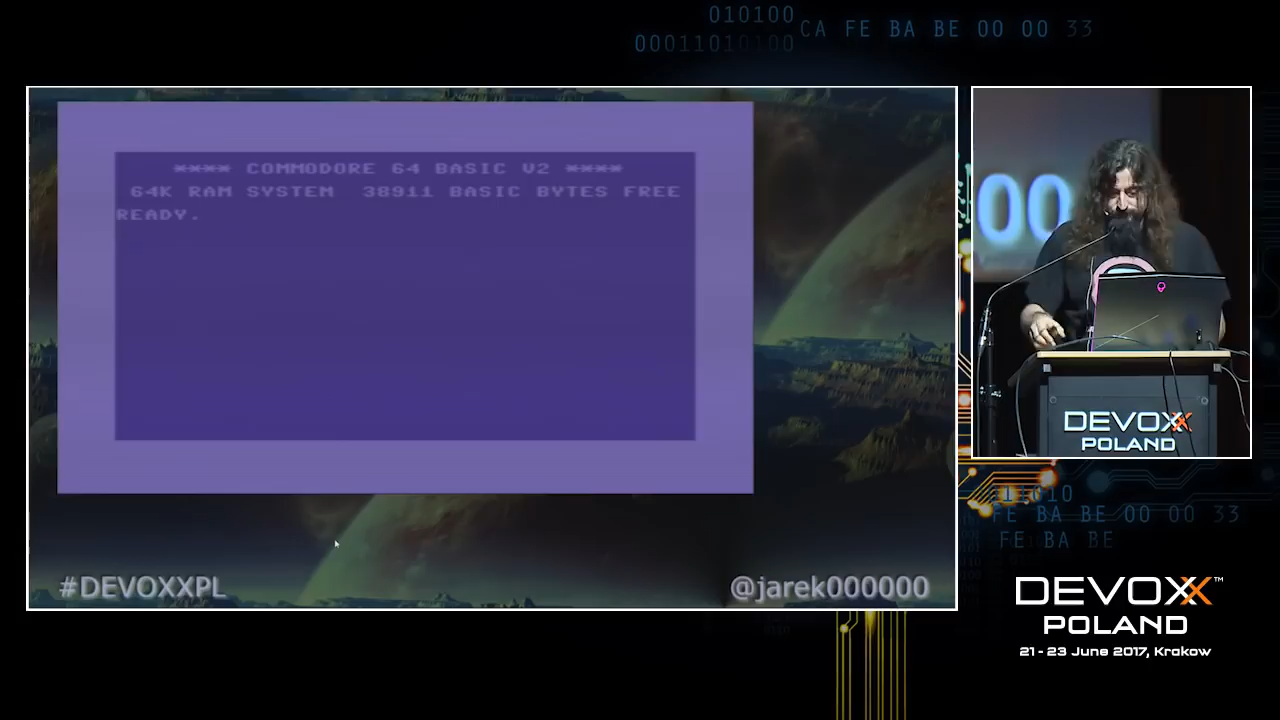 010100
00011010100
CA FE BA BE 00 00 33
**** COMMODORE 64 BASIC V2 ****
64K RAM SYSTEM 38911 BASIC BYTES FREE
READY.
#DEVOXXPL
@jarek000000
00
DEVOXX
POLAND
FE BA BE 00 00 33
FE BA BE
DEVOXX™
POLAND
21 - 23 June 2017, Krakow